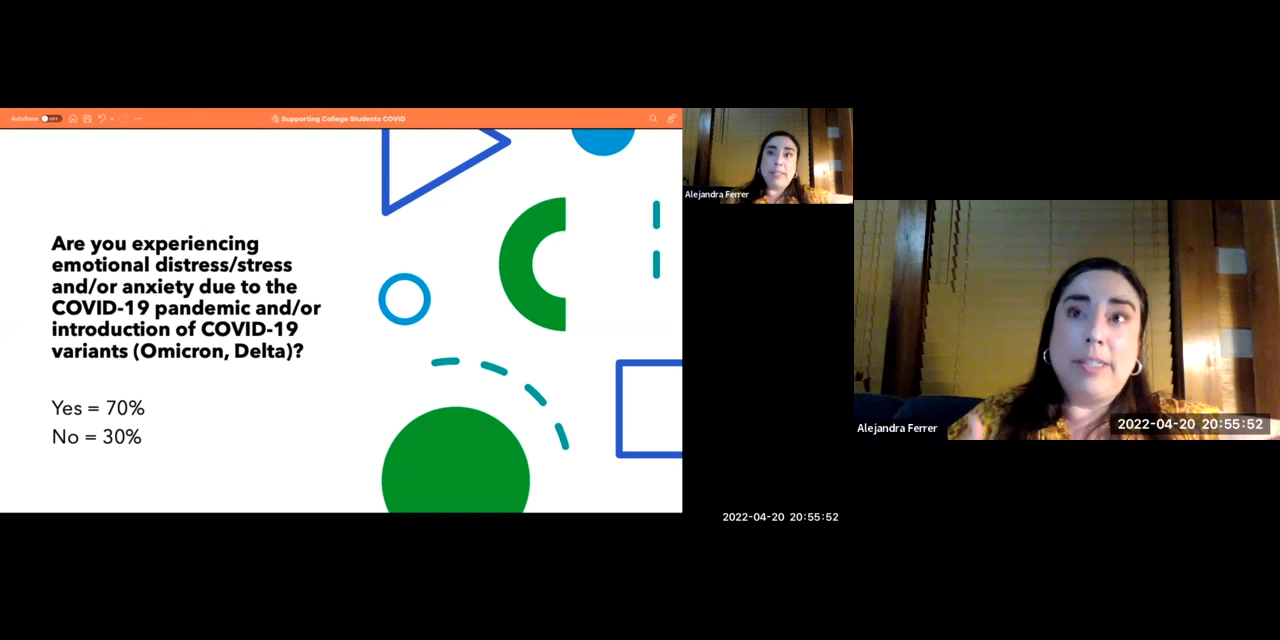 AutoSave OFF
Supporting College Students COVID
Are you experiencing
emotional distress/stress
and/or anxiety due to the
COVID-19 pandemic and/or
introduction of COVID-19
variants (Omicron, Delta)?
Yes = 70%
No = 30%
Alejandra Ferrer
2022-04-20 20:55:52
Alejandra Ferrer
2022-04-20 20:55:52